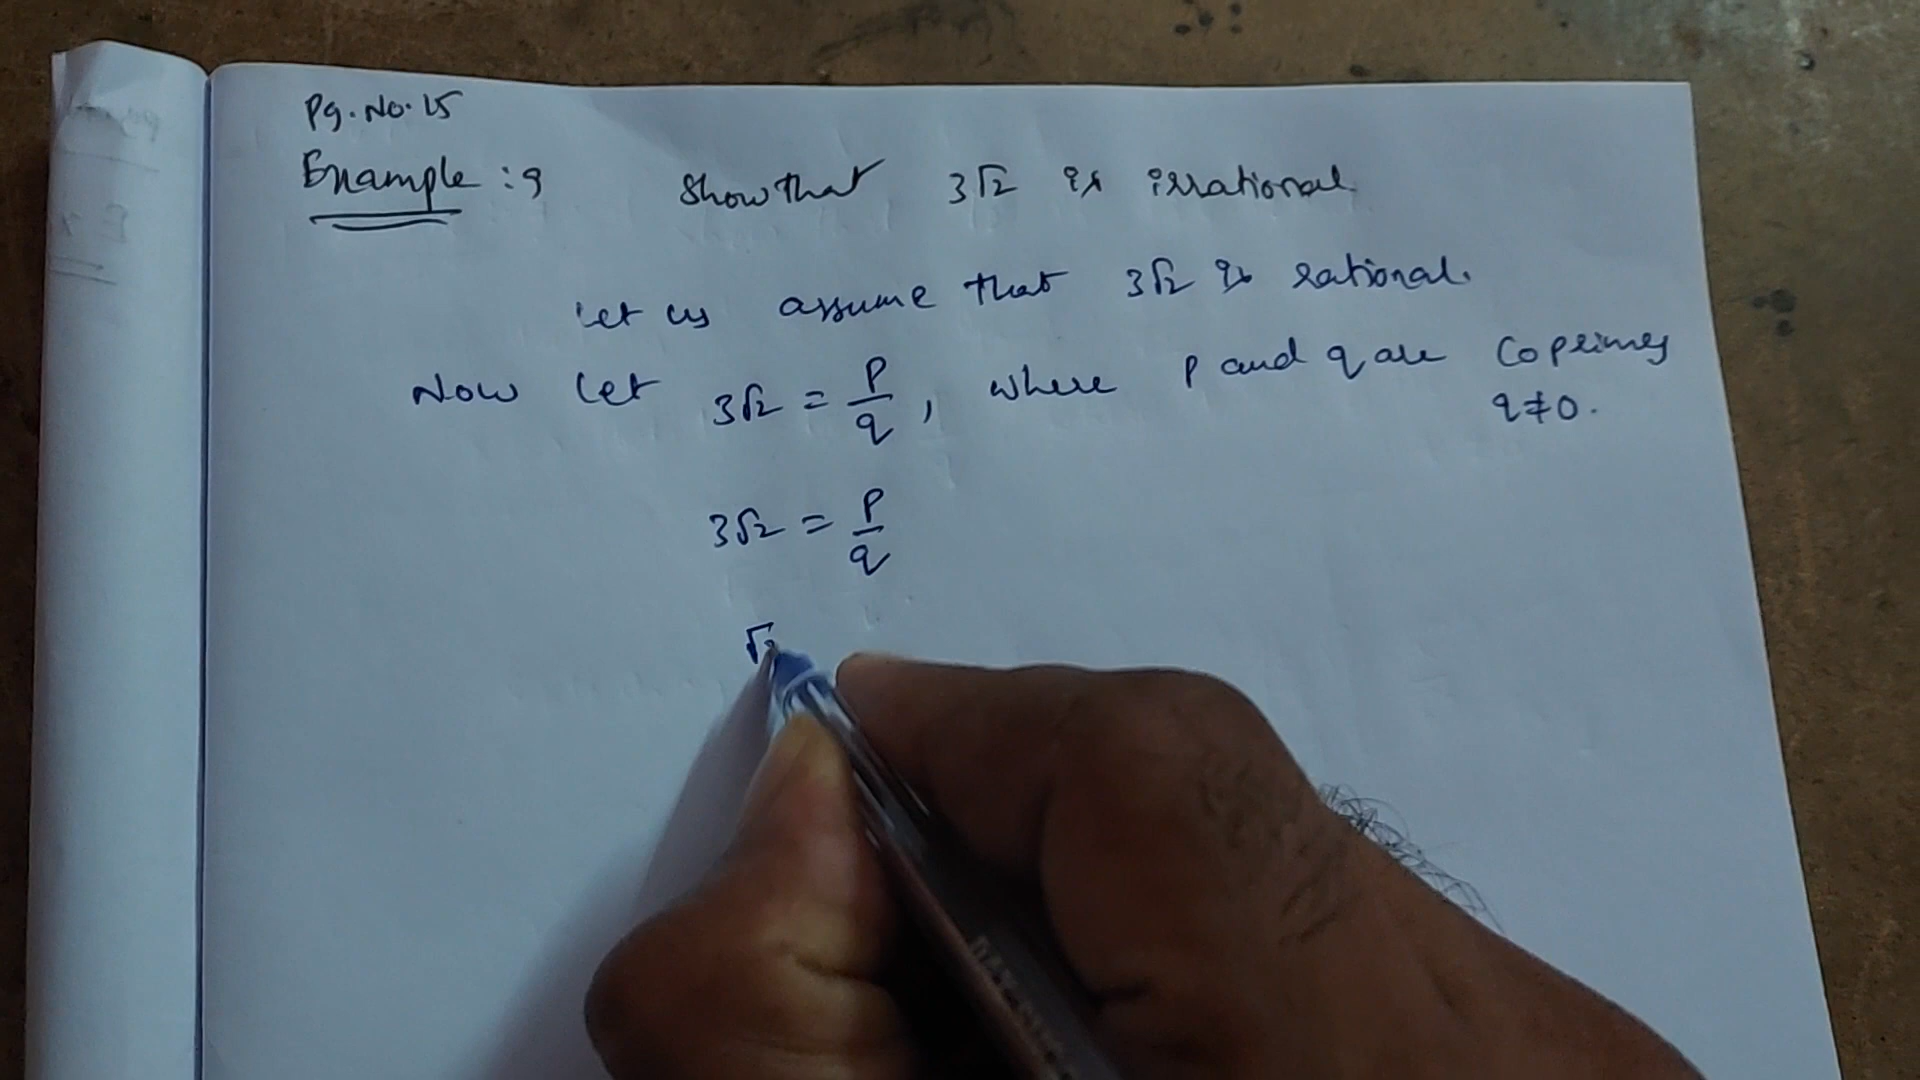 Pg.No.15
Example : 9 Show that 3√2 is irrational
Let us assume that 3√2 is rational.
Now let 3√2 = p/q, where p and q are coprimes
q≠0.
3√2 = p/q
√2